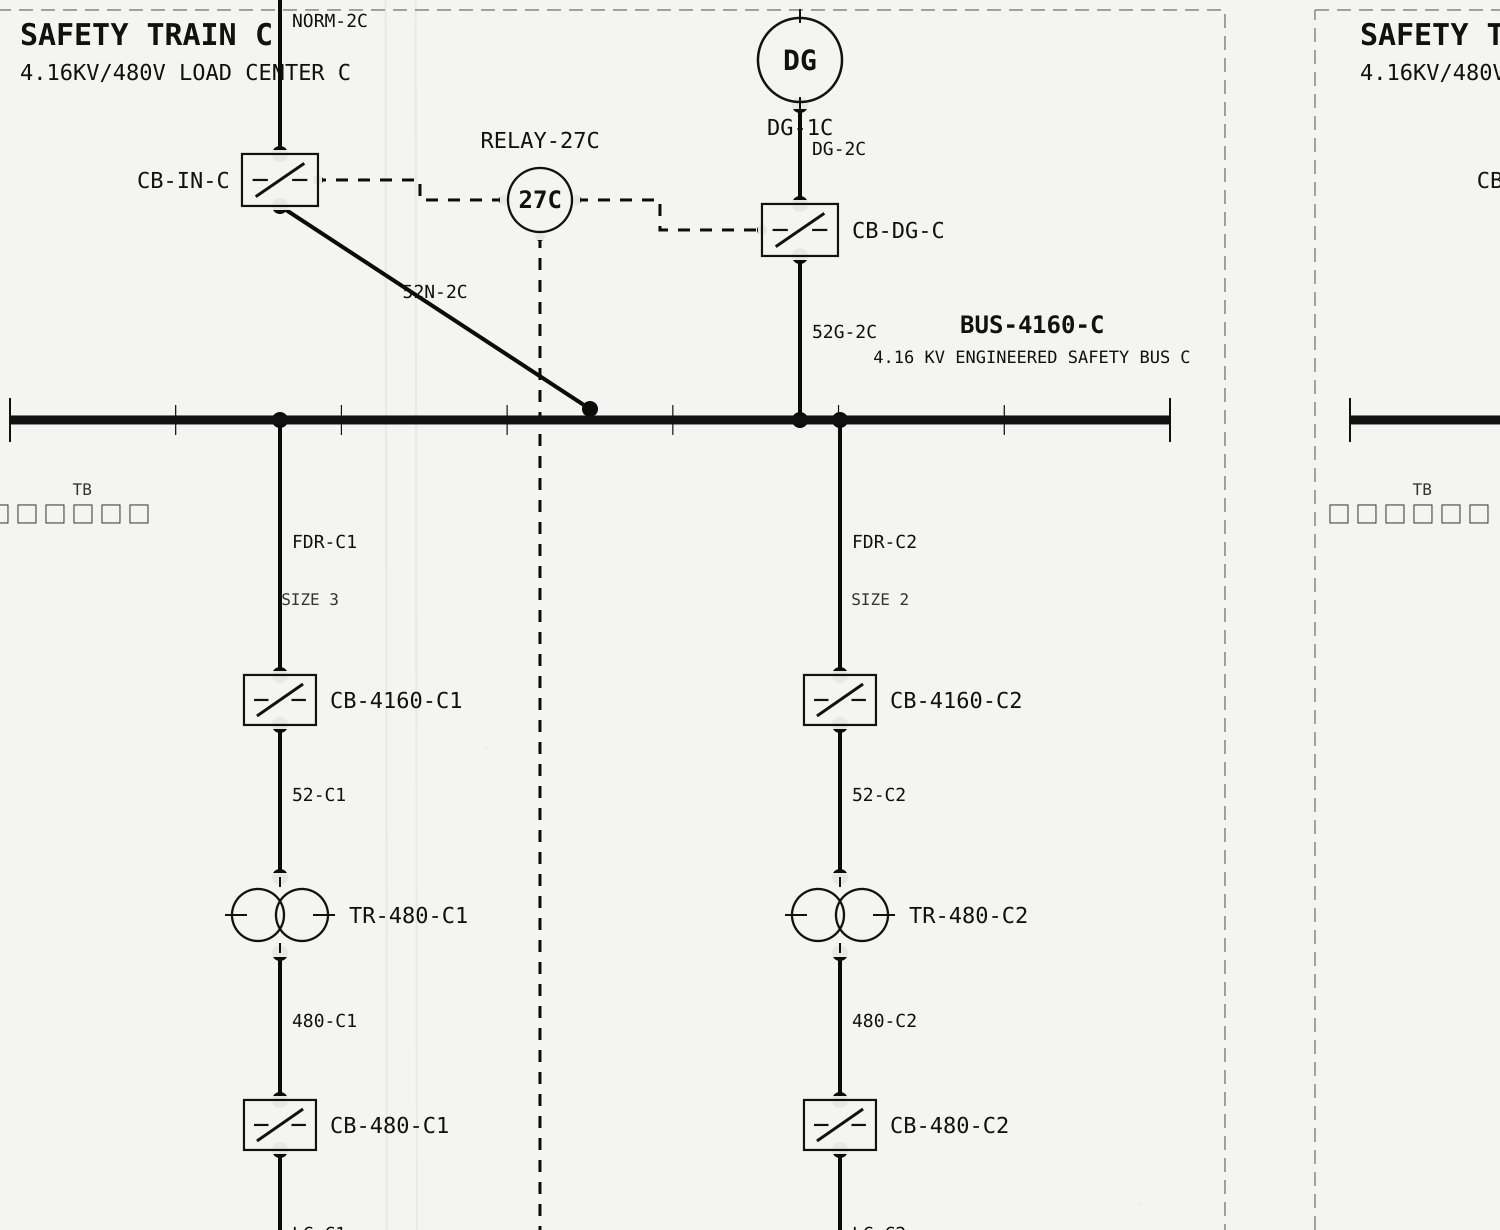 NORM-2C
SAFETY TRAIN C
4.16KV/480V LOAD CENTER C
DG
SAFETY T
4.16KV/480V
DG-1C
RELAY-27C
DG-2C
CB-IN-C
27C
CB-DG-C
CB
52N-2C
52G-2C
BUS-4160-C
4.16 KV ENGINEERED SAFETY BUS C
TB
TB
FDR-C1
FDR-C2
SIZE 3
SIZE 2
CB-4160-C1
CB-4160-C2
52-C1
52-C2
TR-480-C1
TR-480-C2
480-C1
480-C2
CB-480-C1
CB-480-C2